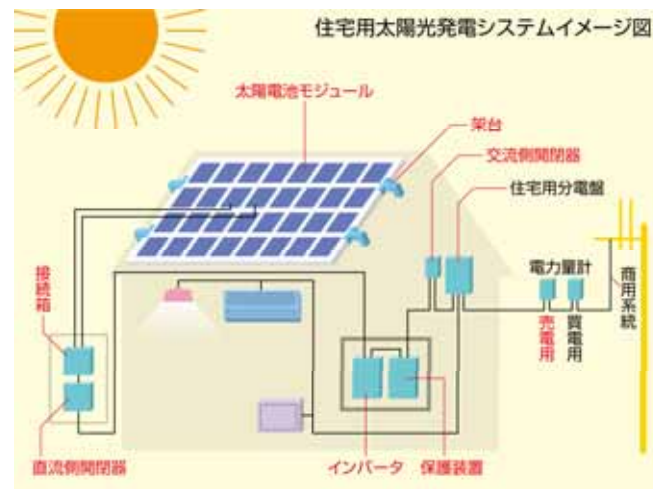 住宅用太陽光発電システムイメージ図
太陽電池モジュール
架台
交流側開閉器
住宅用分電盤
電力量計
売電用
買電用
商用系統
接続箱
直流側開閉器
インバータ
保護装置